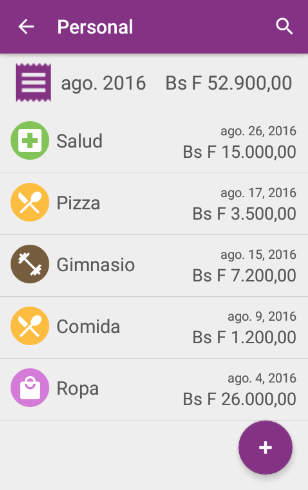 Personal
ago. 2016 Bs F 52.900,00
ago. 26, 2016
Salud
Bs F 15.000,00
ago. 17, 2016
Pizza
Bs F 3.500,00
ago. 15, 2016
Gimnasio
Bs F 7.200,00
ago. 9, 2016
Comida
Bs F 1.200,00
ago. 4, 2016
Ropa
Bs F 26.000,00